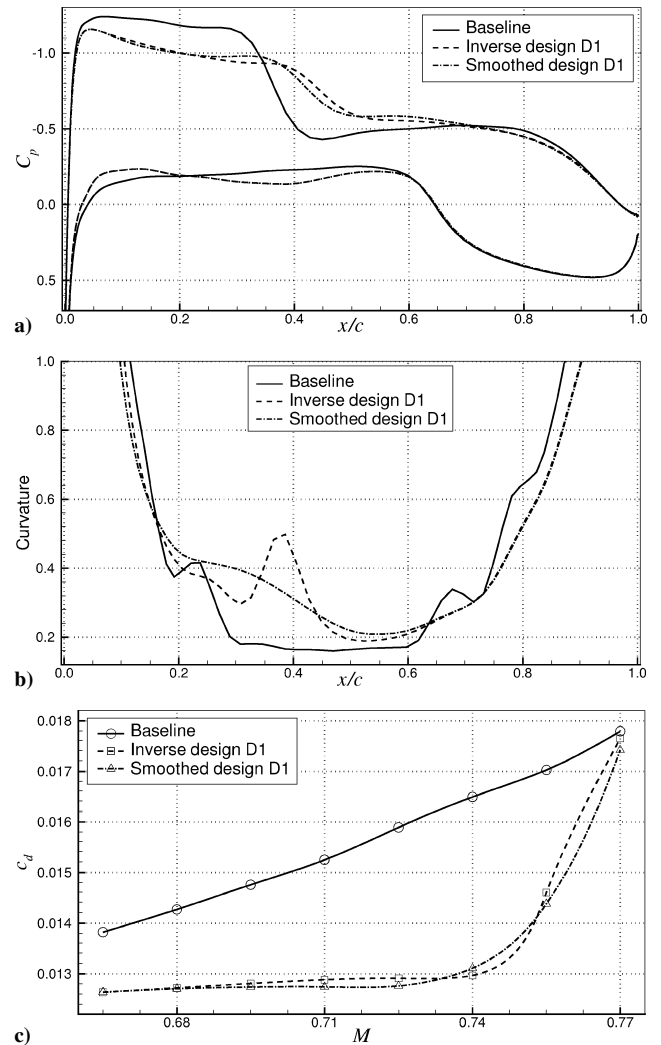 -1.0
-0.5
0.0
0.5
Cp
Baseline
Inverse design D1
Smoothed design D1
0.0
0.2
0.4
0.6
0.8
1.0
x/c
a)
1.0
0.8
0.6
0.4
0.2
Curvature
Baseline
Inverse design D1
Smoothed design D1
0.0
0.2
0.4
0.6
0.8
1.0
x/c
b)
0.018
0.017
0.016
0.015
0.014
0.013
cd
Baseline
Inverse design D1
Smoothed design D1
0.68
0.71
0.74
0.77
M
c)